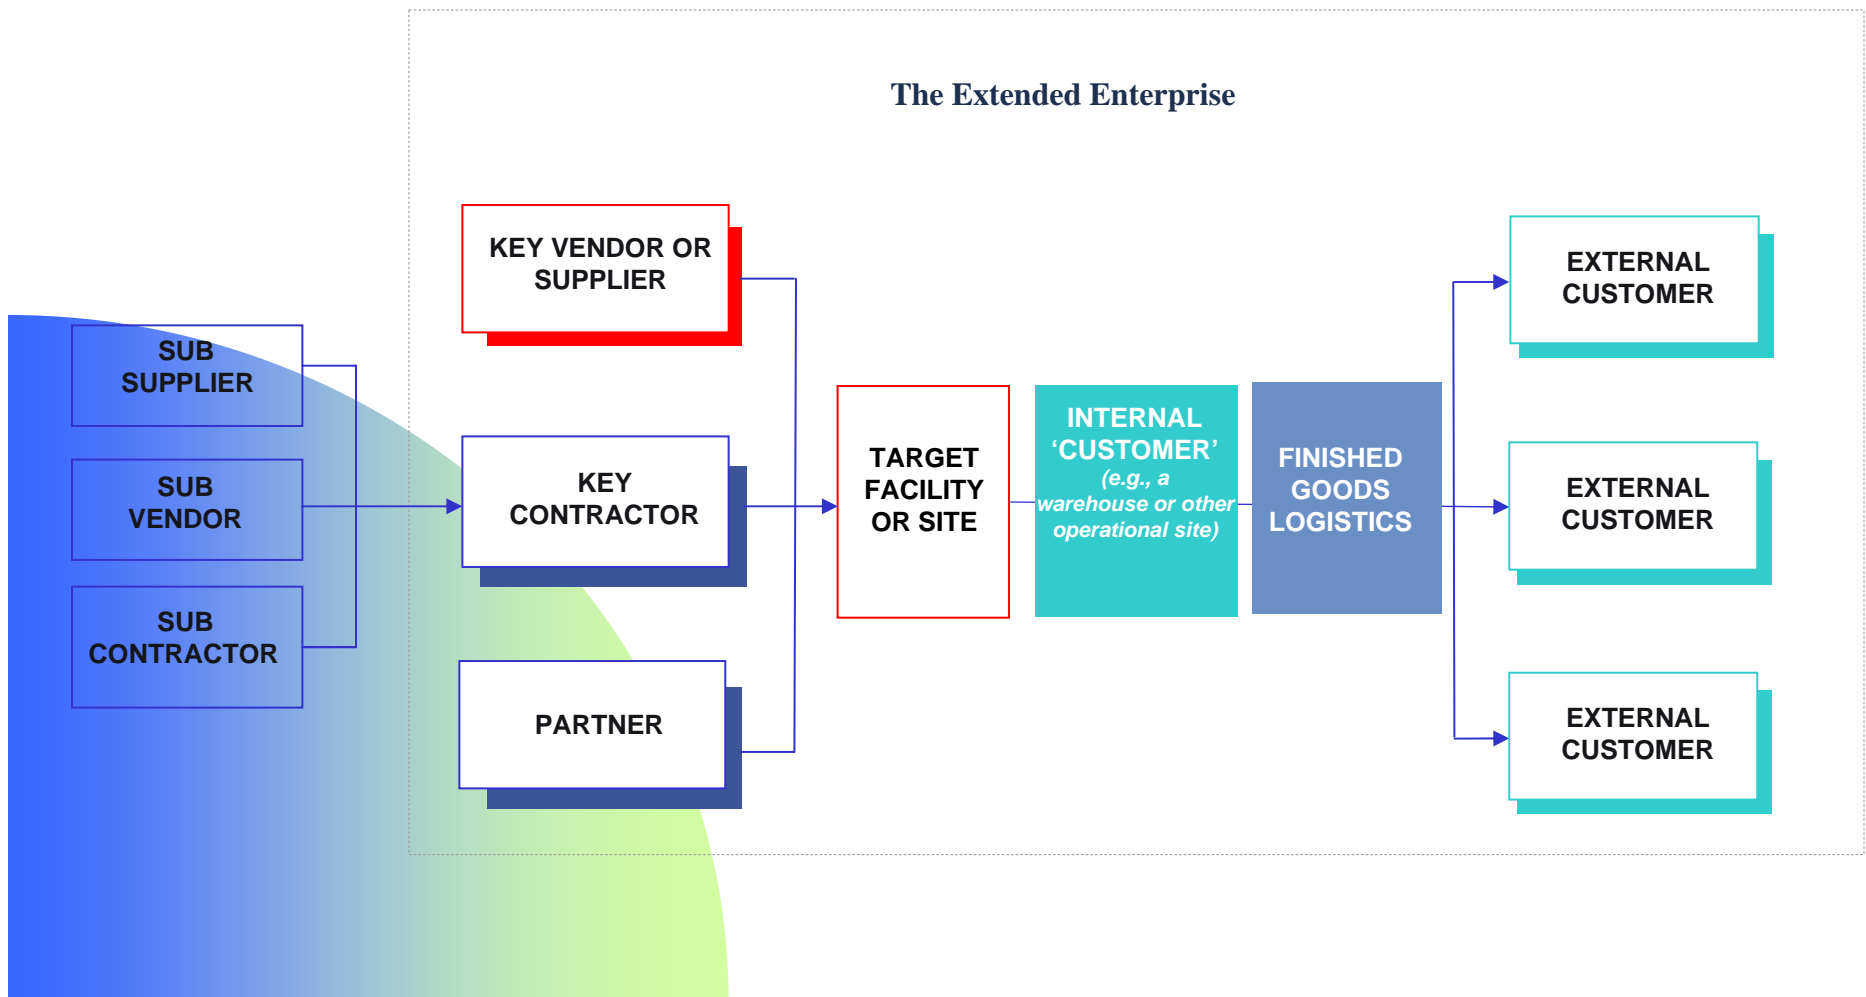 The Extended Enterprise
SUB
SUPPLIER
SUB
VENDOR
SUB
CONTRACTOR
KEY VENDOR OR
SUPPLIER
KEY
CONTRACTOR
PARTNER
TARGET
FACILITY
OR SITE
INTERNAL
‘CUSTOMER’
(e.g., a
warehouse or other
operational site)
FINISHED
GOODS
LOGISTICS
EXTERNAL
CUSTOMER
EXTERNAL
CUSTOMER
EXTERNAL
CUSTOMER